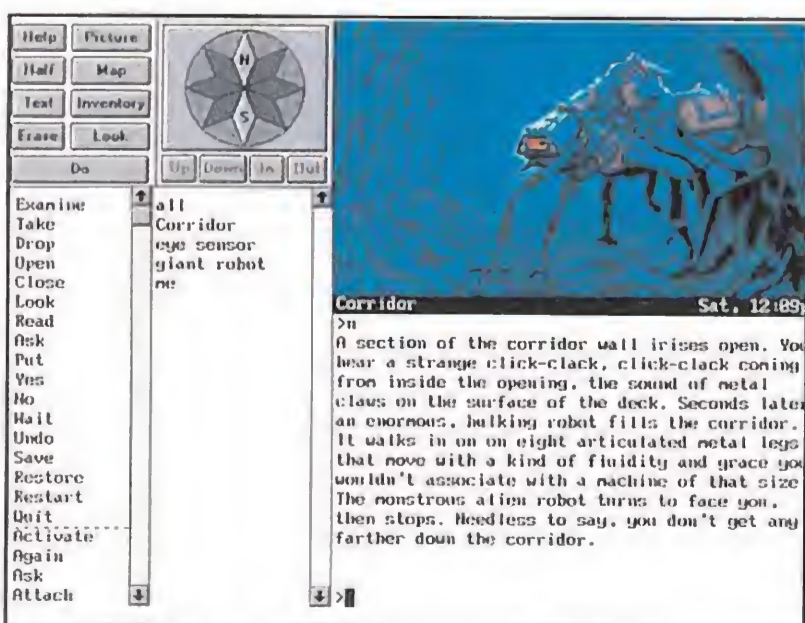 Help Picture
Half Map
Text Inventory
Erase Look
Do
N
S
Up Down In Out
Examine
Take
Drop
Open
Close
Look
Read
Ask
Put
Yes
No
Wait
Undo
Save
Restore
Restart
Quit
Activate
Again
Ask
Attach
all
Corridor
eye sensor
giant robot
me
Corridor Sat. 12:09
>n
A section of the corridor wall irises open. You
hear a strange click-clack, click-clack coming
from inside the opening, the sound of metal
claws on the surface of the deck. Seconds later
an enormous, hulking robot fills the corridor.
It walks in on on eight articulated metal legs
that move with a kind of fluidity and grace you
wouldn't associate with a machine of that size
The monstrous alien robot turns to face you,
then stops. Needless to say, you don't get any
farther down the corridor.
>